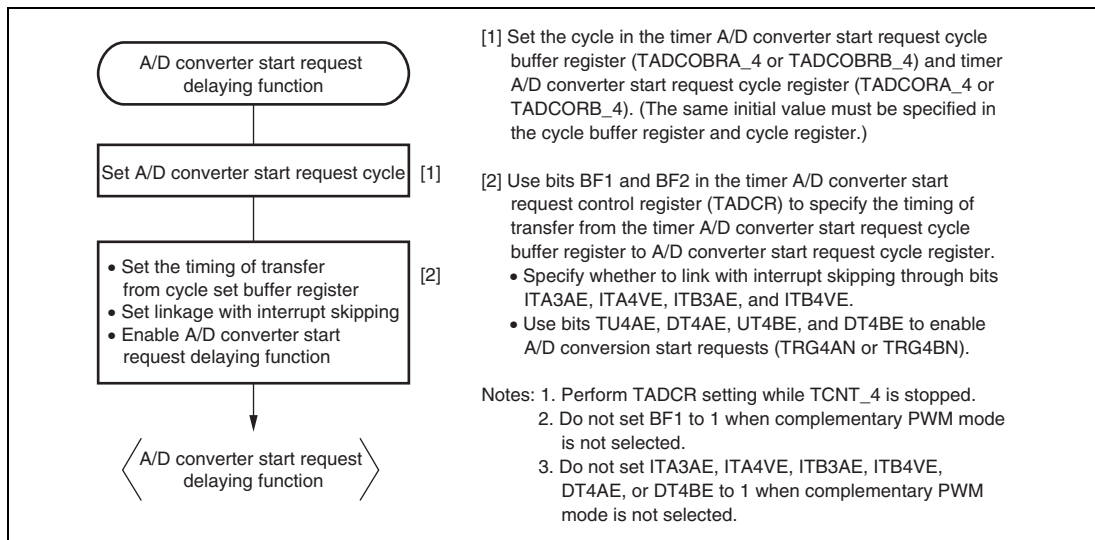 A/D converter start request
delaying function
Set A/D converter start request cycle
[1]
• Set the timing of transfer
from cycle set buffer register
• Set linkage with interrupt skipping
• Enable A/D converter start
request delaying function
[2]
A/D converter start request
delaying function
[1] Set the cycle in the timer A/D converter start request cycle
buffer register (TADCOBRA_4 or TADCOBRB_4) and timer
A/D converter start request cycle register (TADCORA_4 or
TADCORB_4). (The same initial value must be specified in
the cycle buffer register and cycle register.)
[2] Use bits BF1 and BF2 in the timer A/D converter start
request control register (TADCR) to specify the timing of
transfer from the timer A/D converter start request cycle
buffer register to A/D converter start request cycle register.
• Specify whether to link with interrupt skipping through bits
ITA3AE, ITA4VE, ITB3AE, and ITB4VE.
• Use bits TU4AE, DT4AE, UT4BE, and DT4BE to enable
A/D conversion start requests (TRG4AN or TRG4BN).
Notes: 1. Perform TADCR setting while TCNT_4 is stopped.
2. Do not set BF1 to 1 when complementary PWM mode
is not selected.
3. Do not set ITA3AE, ITA4VE, ITB3AE, ITB4VE,
DT4AE, or DT4BE to 1 when complementary PWM
mode is not selected.